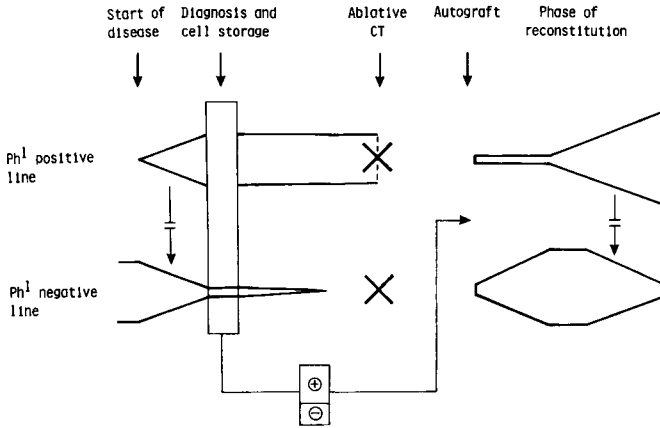 Start of disease
Diagnosis and cell storage
Ablative CT
Autograft
Phase of reconstitution
Ph¹ positive line
Ph¹ negative line
+
−